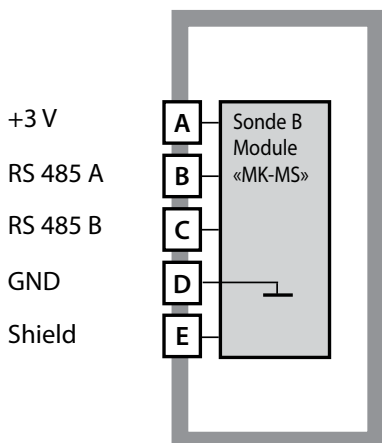 +3 V
A
RS 485 A
B
RS 485 B
C
GND
D
Shield
E
Sonde B
Module
«MK-MS»